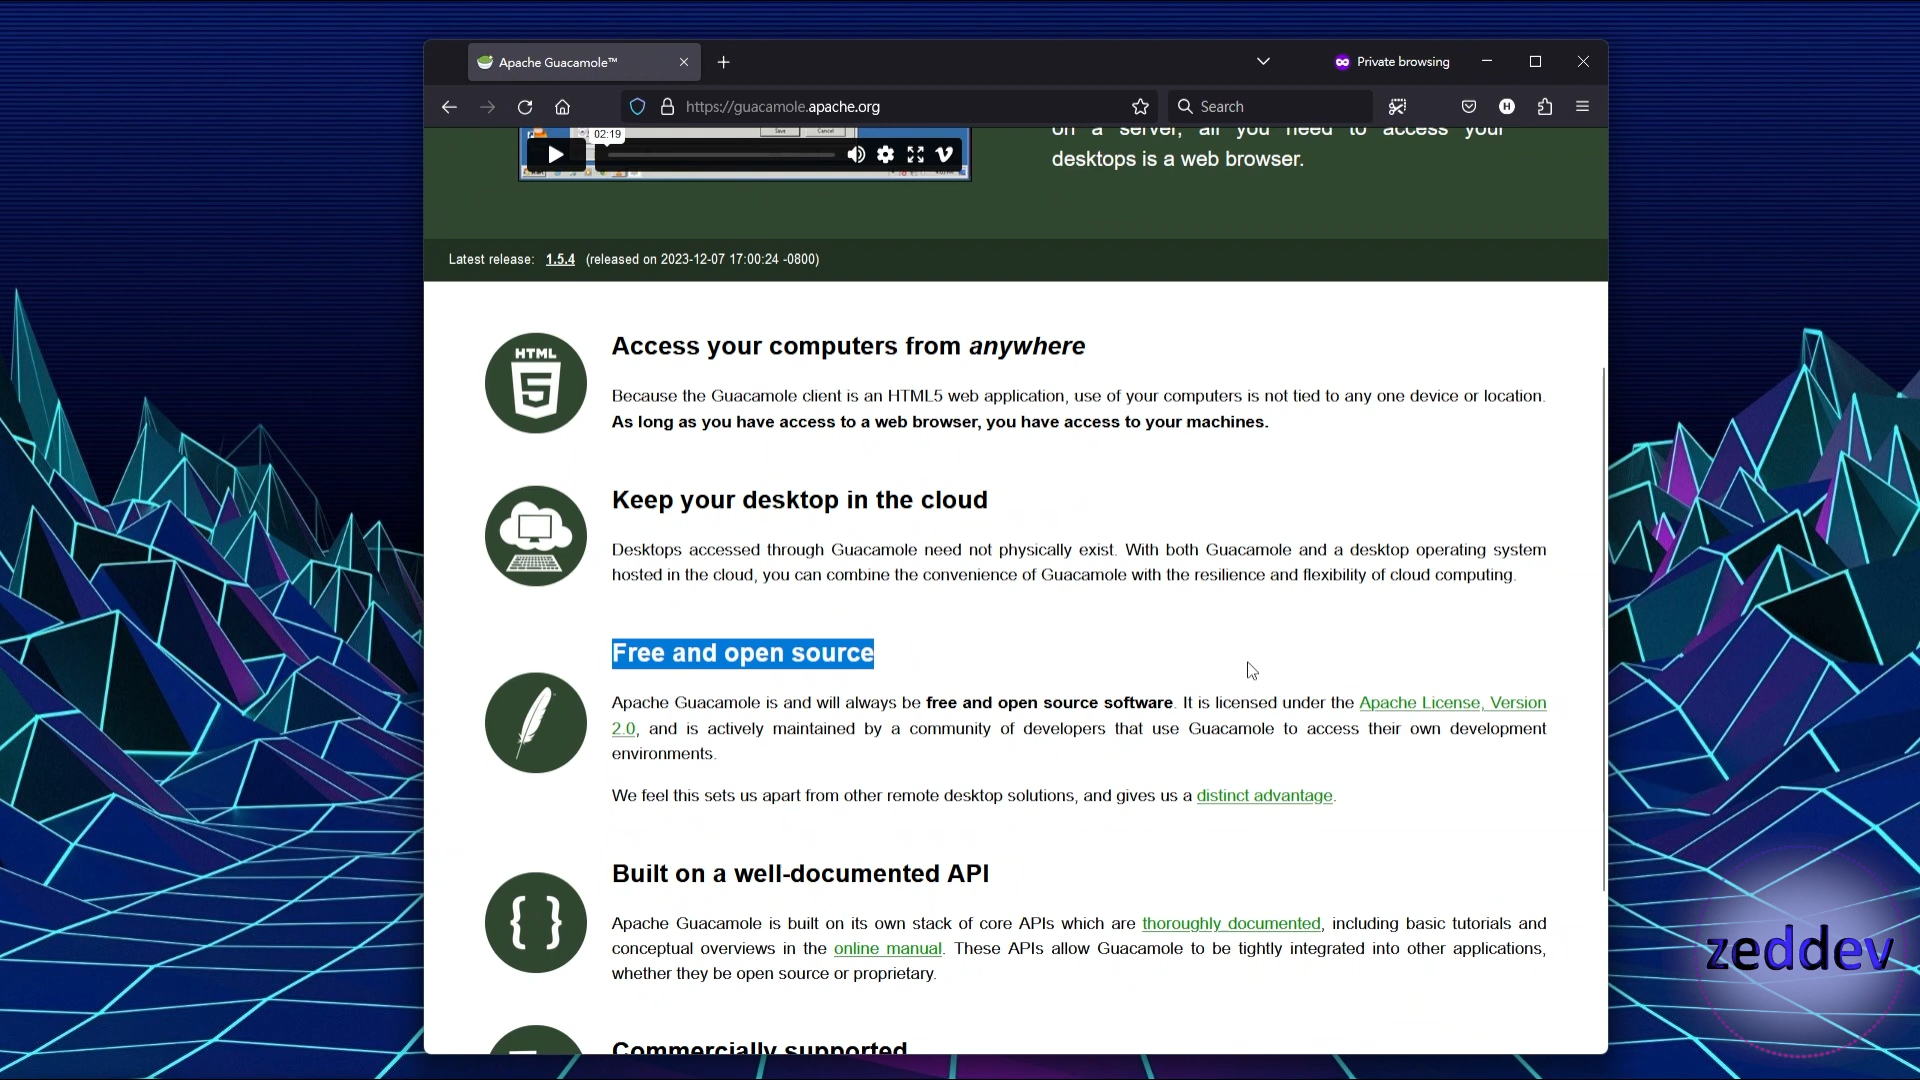 Apache Guacamole™
Private browsing
https://guacamole.apache.org
Search
02:19
Save Cancel
on a server, all you need to access your
desktops is a web browser.
Latest release: 1.5.4 (released on 2023-12-07 17:00:24 -0800)
HTML
5
Access your computers from anywhere
Because the Guacamole client is an HTML5 web application, use of your computers is not tied to any one device or location.
As long as you have access to a web browser, you have access to your machines.
Keep your desktop in the cloud
Desktops accessed through Guacamole need not physically exist. With both Guacamole and a desktop operating system
hosted in the cloud, you can combine the convenience of Guacamole with the resilience and flexibility of cloud computing.
Free and open source
Apache Guacamole is and will always be free and open source software. It is licensed under the Apache License, Version
2.0, and is actively maintained by a community of developers that use Guacamole to access their own development
environments.
We feel this sets us apart from other remote desktop solutions, and gives us a distinct advantage.
Built on a well-documented API
{ }
Apache Guacamole is built on its own stack of core APIs which are thoroughly documented, including basic tutorials and
conceptual overviews in the online manual. These APIs allow Guacamole to be tightly integrated into other applications,
whether they be open source or proprietary.
Commercially supported
zeddev